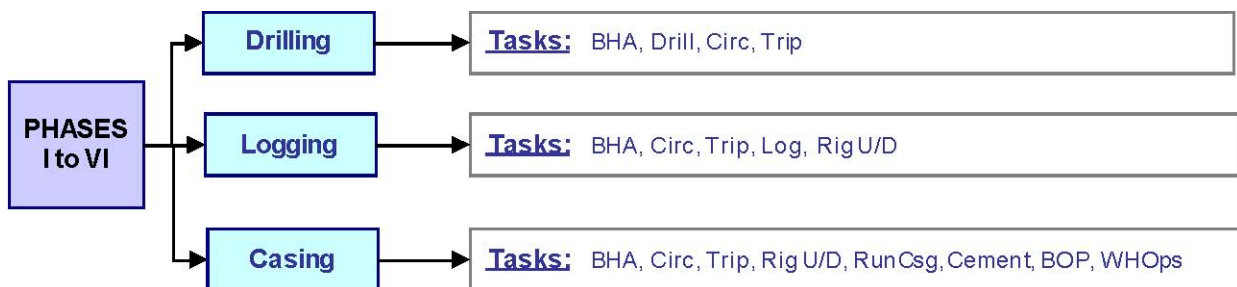 Drilling
Tasks: BHA, Drill, Circ, Trip
PHASES
I to VI
Logging
Tasks: BHA, Circ, Trip, Log, Rig U/D
Casing
Tasks: BHA, Circ, Trip, Rig U/D, RunCsg, Cement, BOP, WHOps